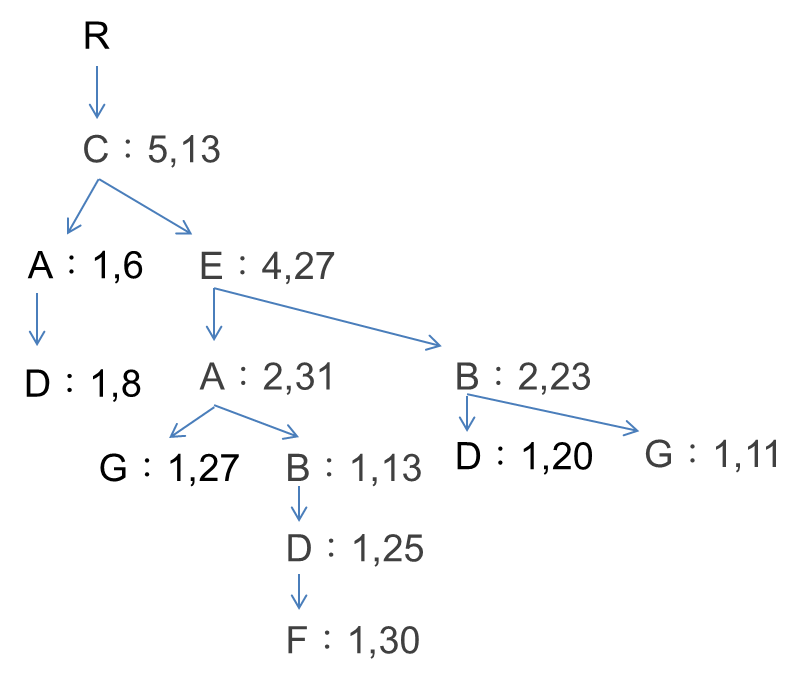 R
C：5,13
A：1,6
E：4,27
D：1,8
A：2,31
B：2,23
G：1,27
B：1,13
D：1,20
G：1,11
D：1,25
F：1,30